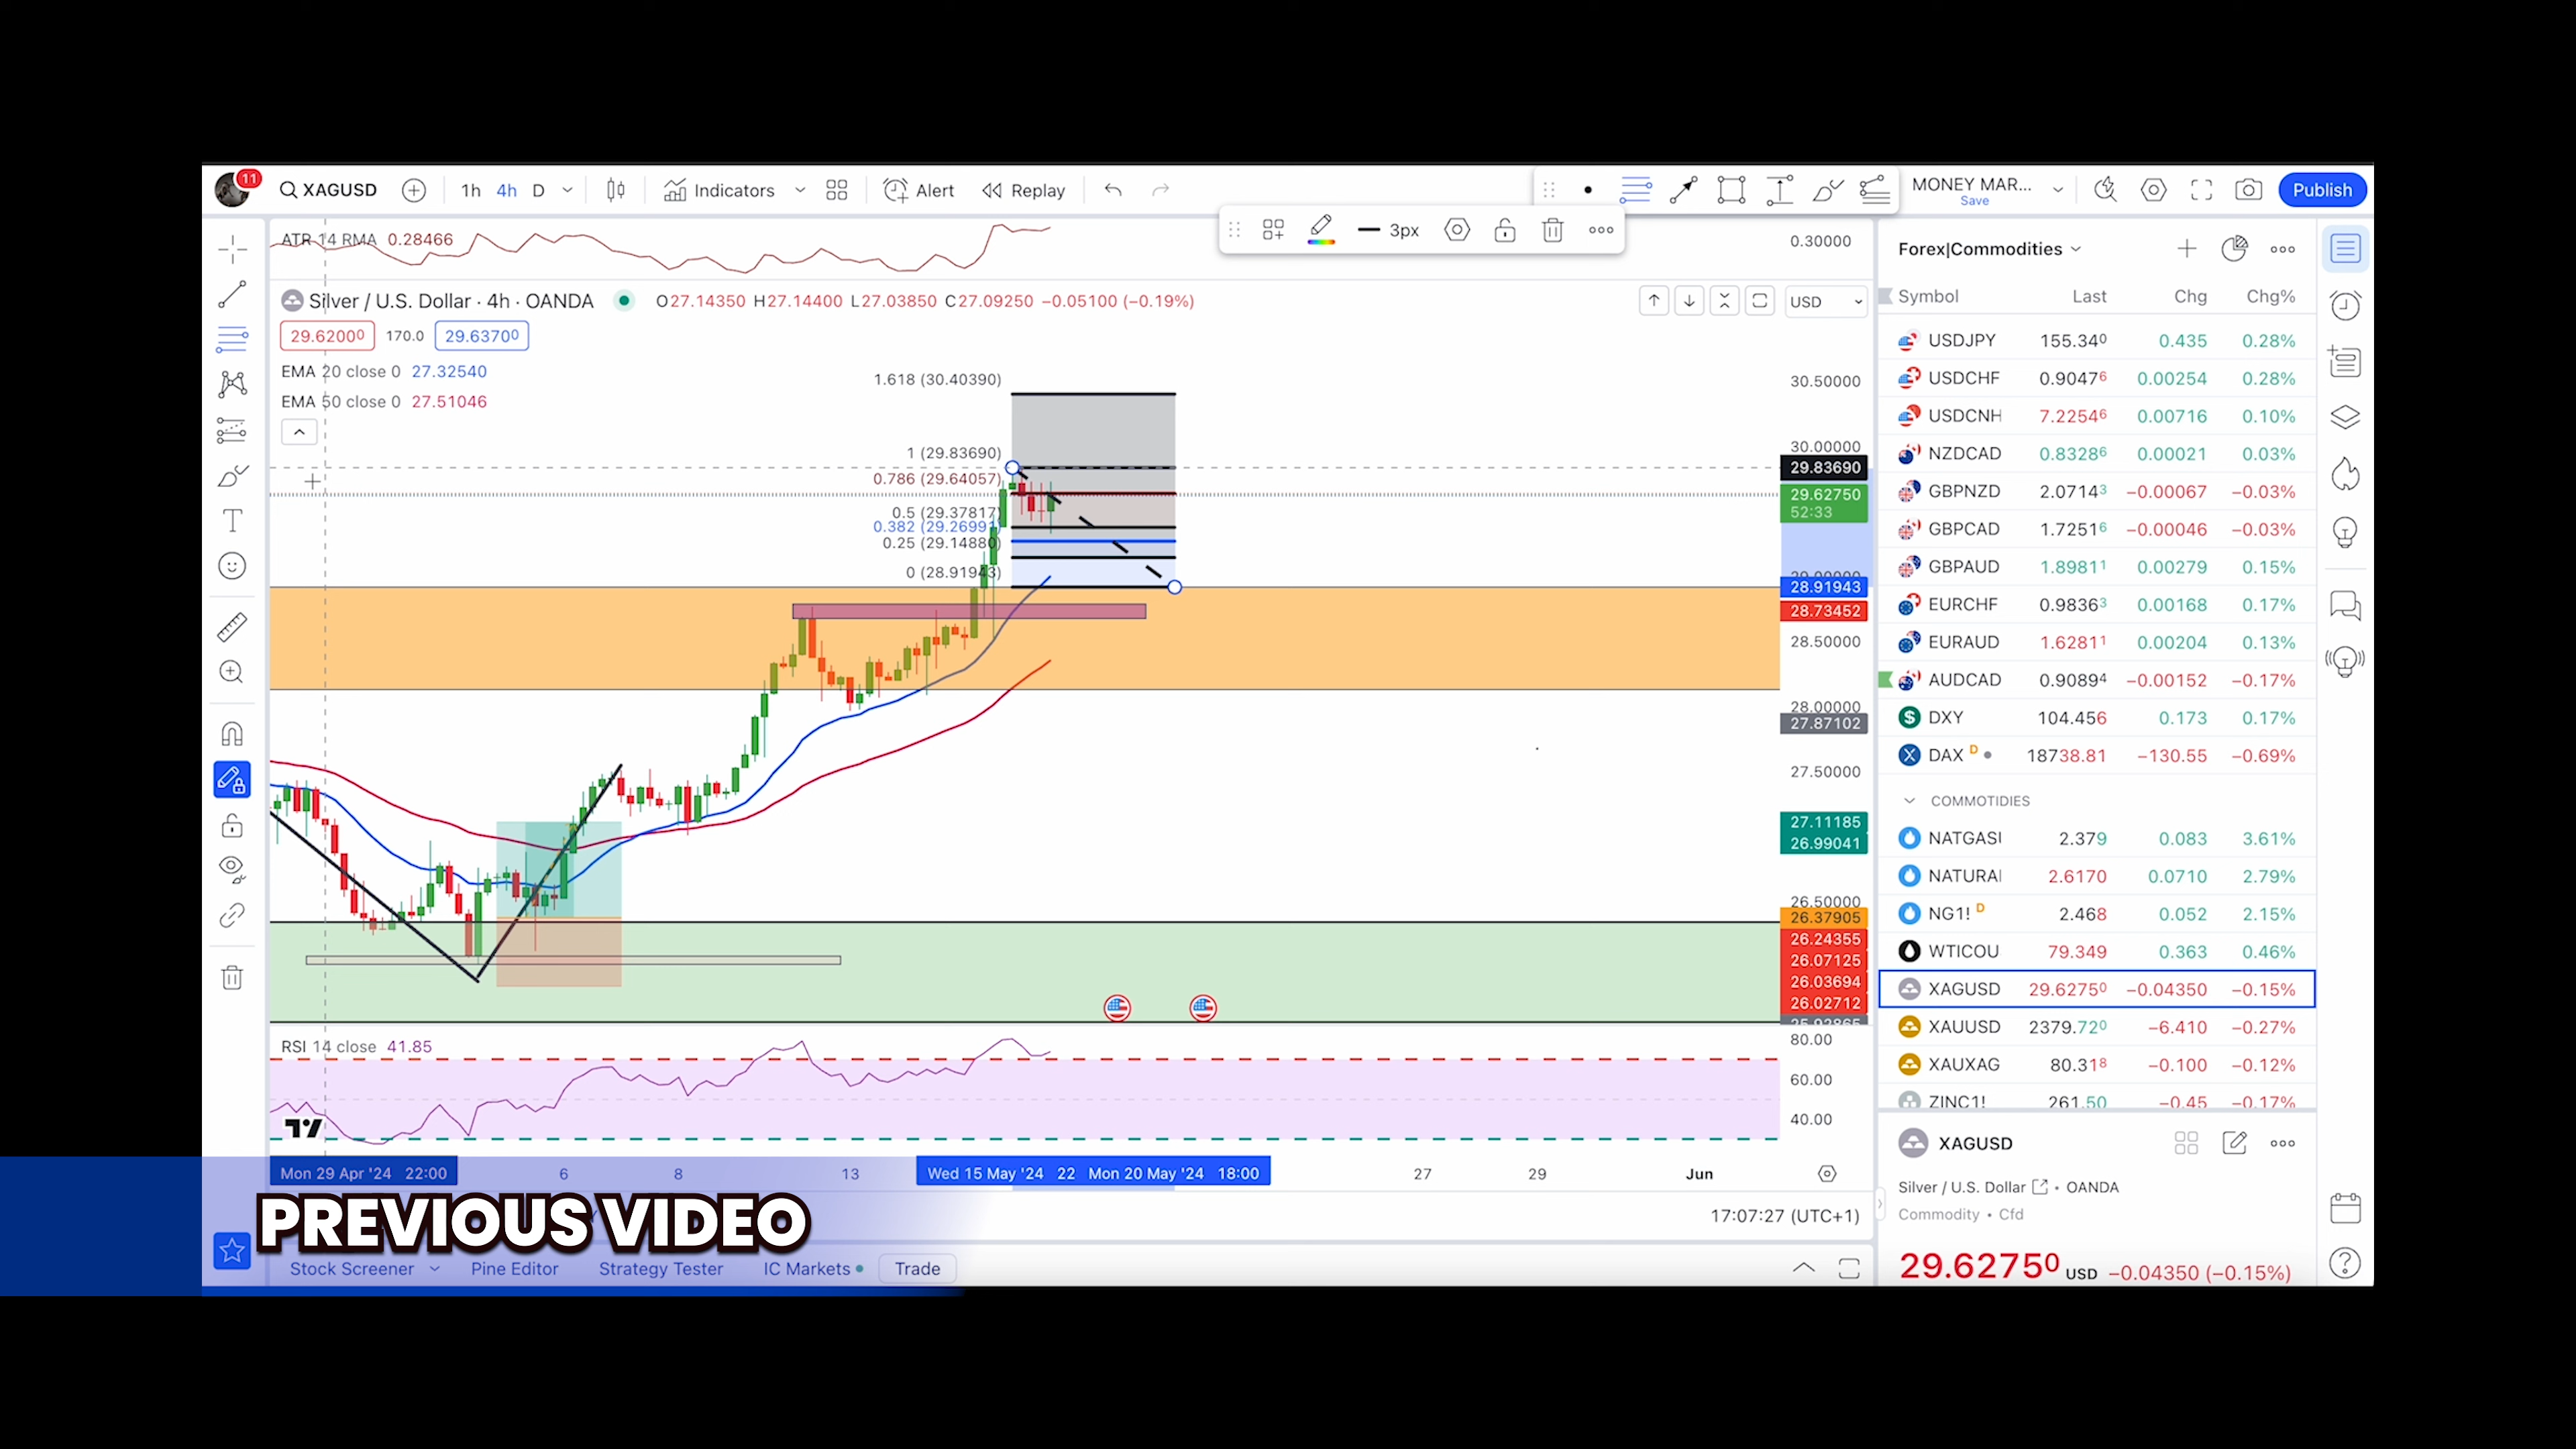 11
XAGUSD
1h 4h D
Indicators
Alert
Replay
MONEY MAR...
Save
Publish
3px
ATR 14 RMA 0.28466
0.30000
Silver / U.S. Dollar · 4h · OANDA
O27.14350 H27.14400 L27.03850 C27.09250 −0.05100 (−0.19%)
USD
29.62000 170.0 29.63700
EMA 20 close 0 27.32540
EMA 50 close 0 27.51046
1.618 (30.40390)
1 (29.83690)
0.786 (29.64057)
0.5 (29.37817)
0.25 (29.14880)
0 (28.91943)
30.50000
30.00000
29.83690
29.62750
52:33
28.91943
28.73452
28.50000
28.00000
27.87102
27.50000
27.11185
26.99041
26.50000
26.37905
26.24355
26.07125
26.03694
26.02712
RSI 14 close 41.85
80.00
60.00
40.00
Mon 29 Apr '24 22:00
6
8
13
Wed 15 May '24 22
Mon 20 May '24 18:00
27
29
Jun
PREVIOUS VIDEO
17:07:27 (UTC+1)
Stock Screener
Pine Editor
Strategy Tester
IC Markets
Trade
Forex|Commodities
Symbol Last Chg Chg%
USDJPY 155.340 0.435 0.28%
USDCHF 0.90476 0.00254 0.28%
USDCNH 7.22546 0.00716 0.10%
NZDCAD 0.83286 0.00021 0.03%
GBPNZD 2.07143 −0.00067 −0.03%
GBPCAD 1.72516 −0.00046 −0.03%
GBPAUD 1.89811 0.00279 0.15%
EURCHF 0.98363 0.00168 0.17%
EURAUD 1.62811 0.00204 0.13%
AUDCAD 0.90894 −0.00152 −0.17%
DXY 104.456 0.173 0.17%
DAX D 18738.81 −130.55 −0.69%
COMMOTIDIES
NATGASI 2.379 0.083 3.61%
NATURAI 2.6170 0.0710 2.79%
NG1! D 2.468 0.052 2.15%
WTICOU 79.349 0.363 0.46%
XAGUSD 29.62750 −0.04350 −0.15%
XAUUSD 2379.720 −6.410 −0.27%
XAUXAG 80.318 −0.100 −0.12%
ZINC1! 261.50 −0.45 −0.17%
XAGUSD
Silver / U.S. Dollar • OANDA
Commodity • Cfd
29.62750 USD −0.04350 (−0.15%)